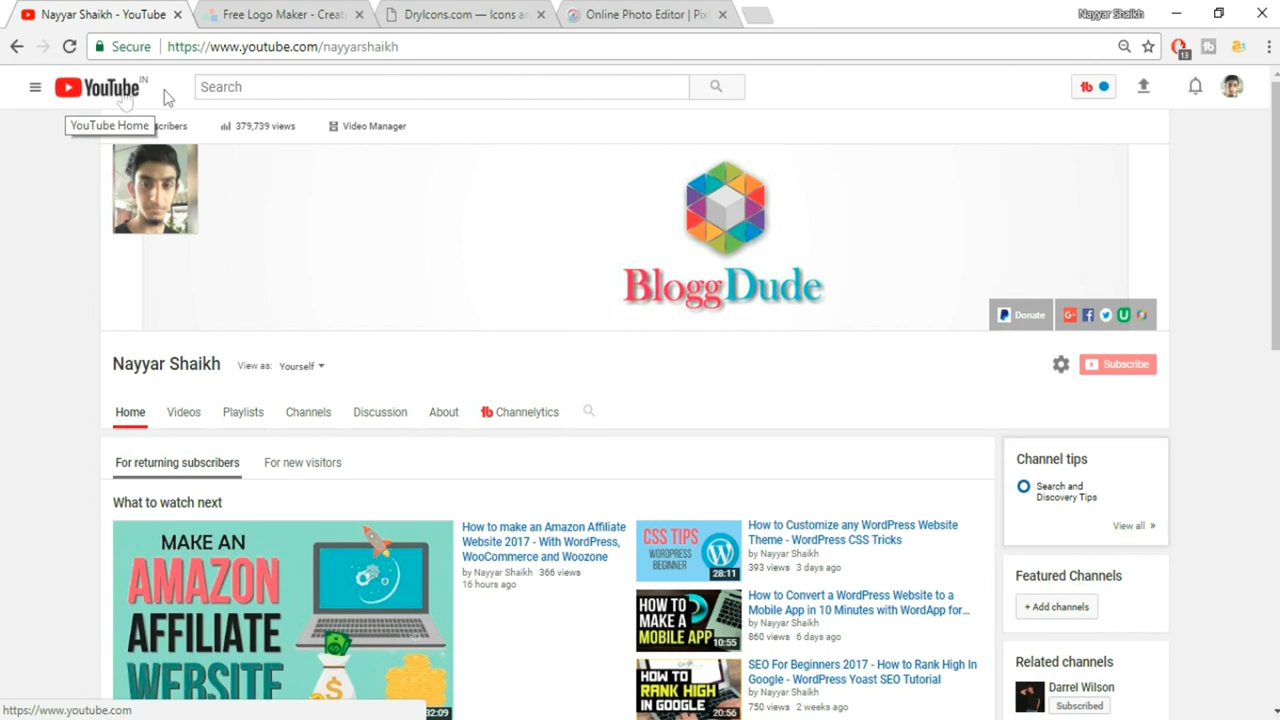 Nayyar Shaikh - YouTube
Free Logo Maker - Create
DryIcons.com — Icons a
Online Photo Editor | Pix
Nayyar Shaikh
Secure
https://www.youtube.com/nayyarshaikh
13
YouTube IN
Search
YouTube Home
scribers
379,739 views
Video Manager
BloggDude
Donate
Nayyar Shaikh
View as: Yourself
Subscribe
Home
Videos
Playlists
Channels
Discussion
About
Channelytics
For returning subscribers
For new visitors
What to watch next
MAKE AN
AMAZON
AFFILIATE
WEBSITE
32:09
How to make an Amazon Affiliate
Website 2017 - With WordPress,
WooCommerce and Woozone
by Nayyar Shaikh 366 views
16 hours ago
CSS TIPS
WORDPRESS
BEGINNER
28:11
How to Customize any WordPress Website
Theme - WordPress CSS Tricks
by Nayyar Shaikh
393 views 3 days ago
HOW TO
MAKE A
MOBILE APP
10:55
How to Convert a WordPress Website to a
Mobile App in 10 Minutes with WordApp for...
by Nayyar Shaikh
860 views 6 days ago
HOW TO
RANK HIGH
IN GOOGLE
20:56
SEO For Beginners 2017 - How to Rank High In
Google - WordPress Yoast SEO Tutorial
by Nayyar Shaikh
750 views 2 weeks ago
Channel tips
Search and
Discovery Tips
View all »
Featured Channels
+ Add channels
Related channels
Darrel Wilson
Subscribed
https://www.youtube.com